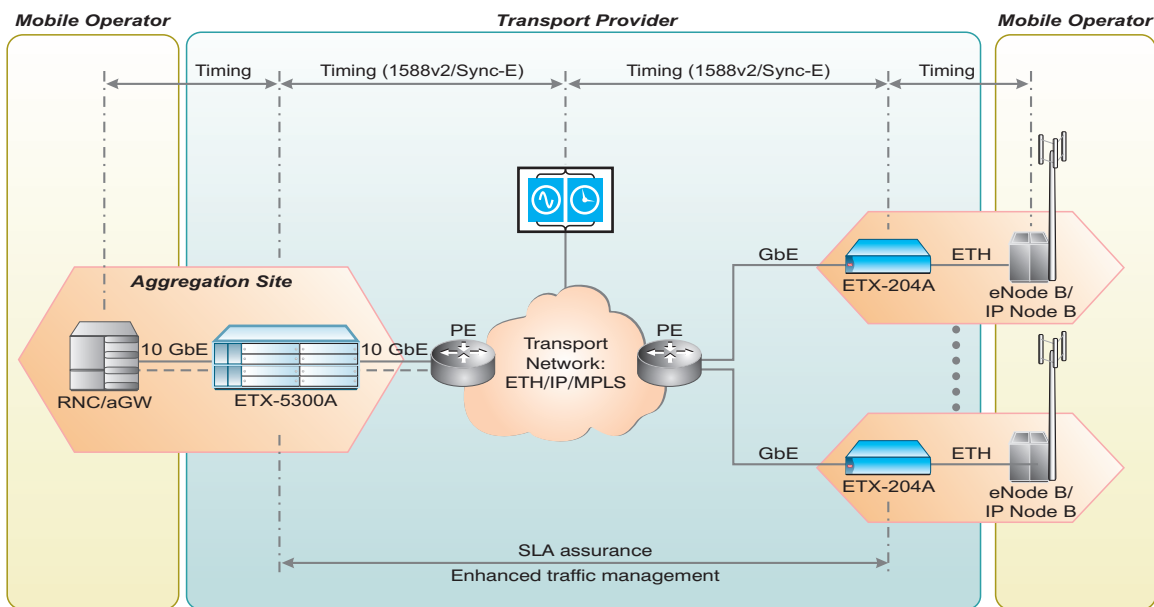 Mobile Operator
Transport Provider
Mobile Operator
Timing
Timing (1588v2/Sync-E)
Timing (1588v2/Sync-E)
Timing
Aggregation Site
10 GbE
10 GbE
RNC/aGW
ETX-5300A
PE
Transport
Network:
ETH/IP/MPLS
PE
GbE
ETX-204A
ETH
eNode B/
IP Node B
GbE
ETX-204A
ETH
eNode B/
IP Node B
SLA assurance
Enhanced traffic management